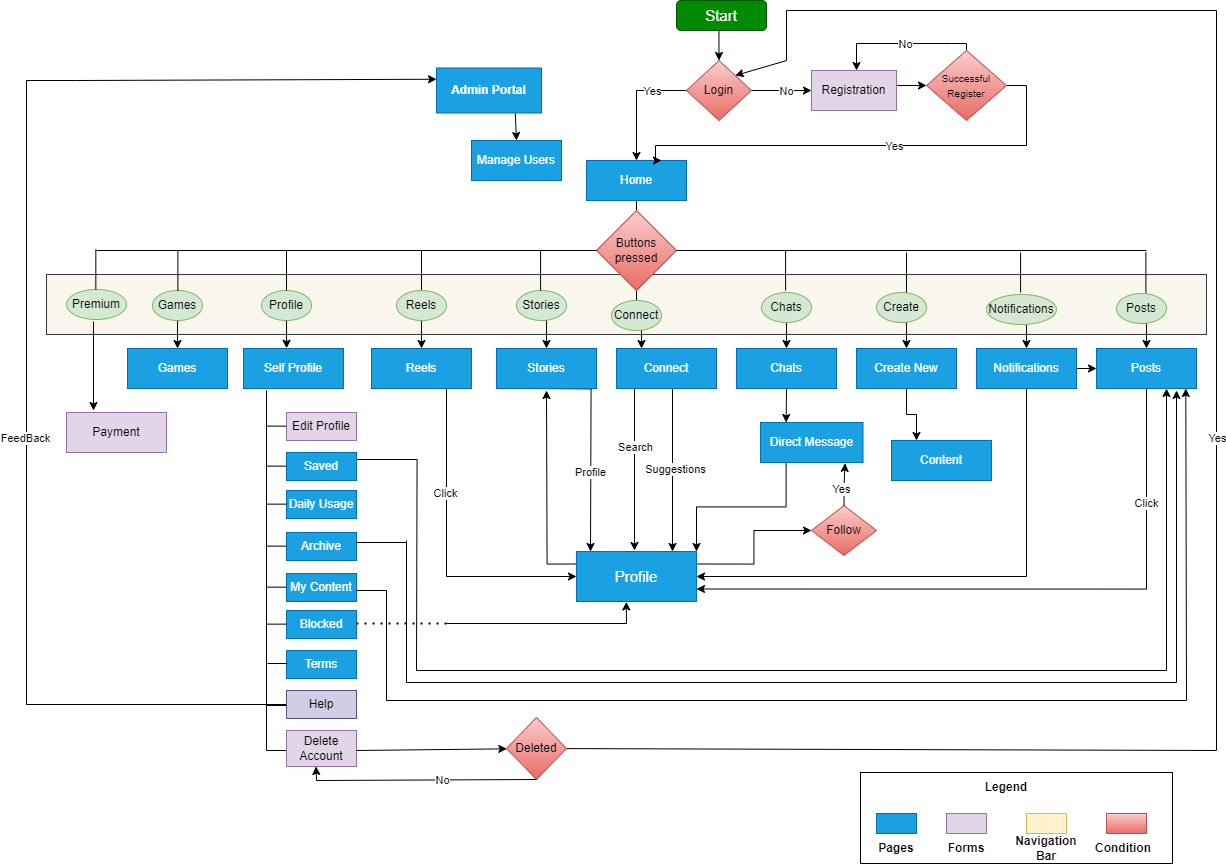 Start
Login
Yes
No
Registration
No
Successful
Register
Yes
Admin Portal
Manage Users
Home
Buttons
pressed
Premium
Games
Profile
Reels
Stories
Connect
Chats
Create
Notifications
Posts
Games
Self Profile
Reels
Stories
Connect
Chats
Create New
Notifications
Posts
Payment
FeedBack
Edit Profile
Saved
Daily Usage
Archive
My Content
Blocked
Terms
Help
Delete
Account
Click
Profile
Search
Suggestions
Direct Message
Yes
Follow
Content
Click
Yes
Profile
Deleted
No
Legend
Pages
Forms
Navigation
Bar
Condition